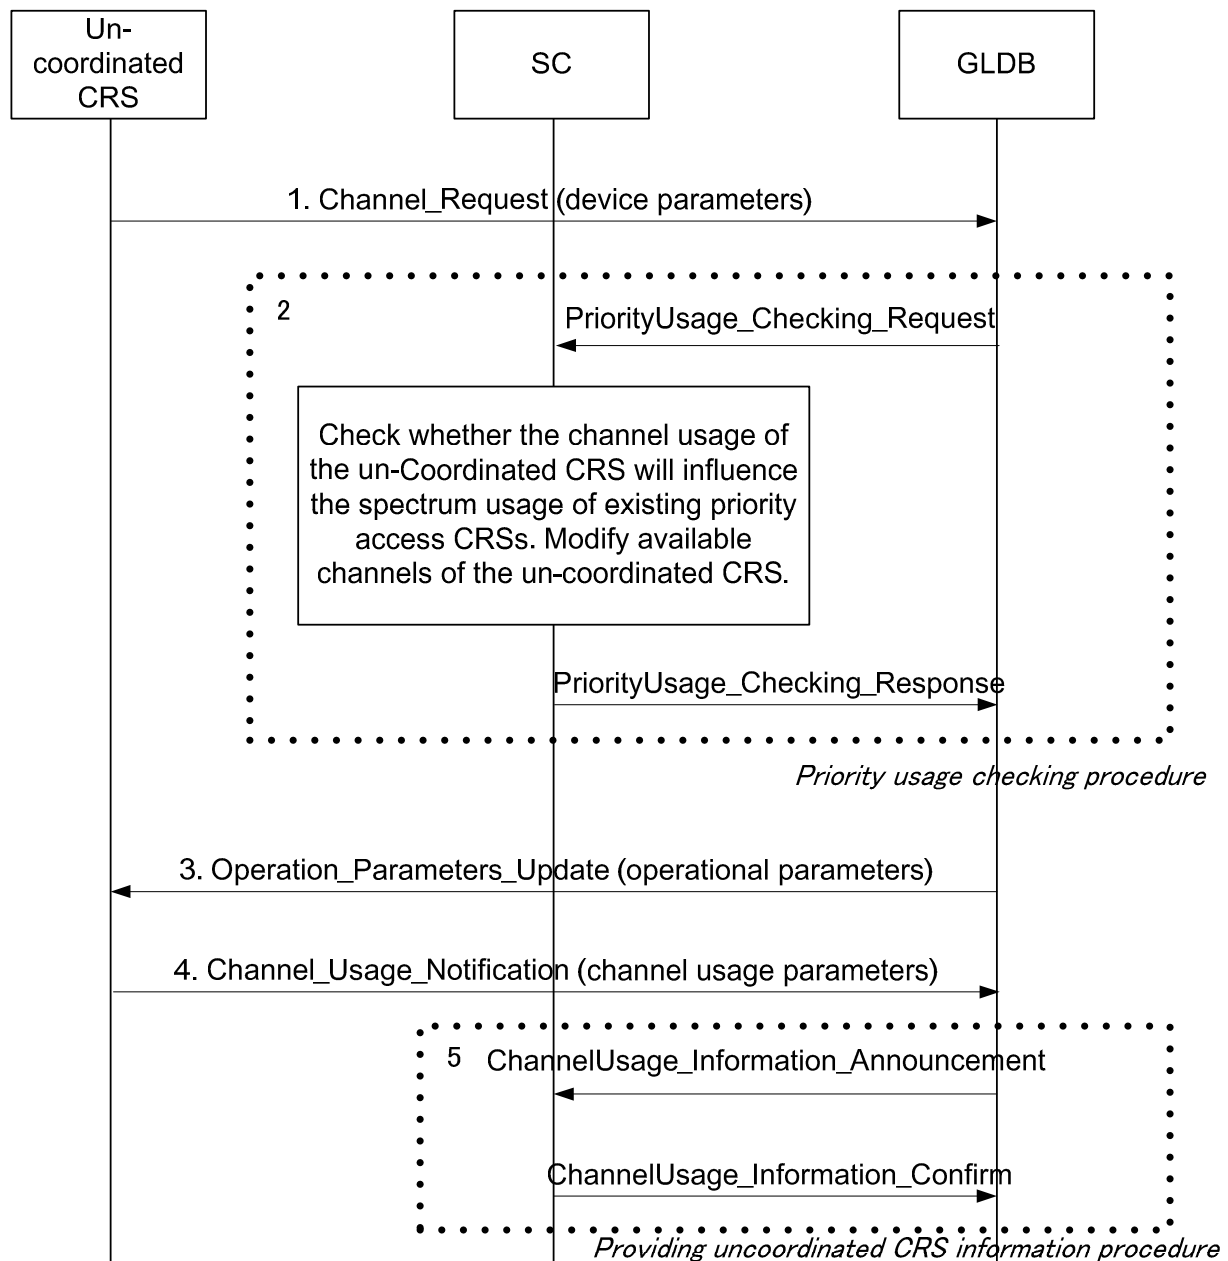 Un-
coordinated
CRS
SC
GLDB
1. Channel_Request (device parameters)
2
PriorityUsage_Checking_Request
Check whether the channel usage of
the un-Coordinated CRS will influence
the spectrum usage of existing priority
access CRSs. Modify available
channels of the un-coordinated CRS.
PriorityUsage_Checking_Response
Priority usage checking procedure
3. Operation_Parameters_Update (operational parameters)
4. Channel_Usage_Notification (channel usage parameters)
5
ChannelUsage_Information_Announcement
ChannelUsage_Information_Confirm
Providing uncoordinated CRS information procedure